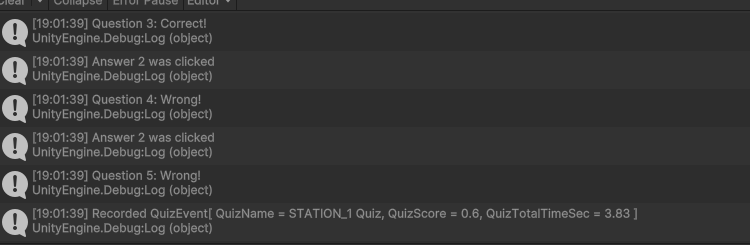 Clear Collapse Error Pause Editor
[19:01:39] Question 3: Correct!
UnityEngine.Debug:Log (object)
[19:01:39] Answer 2 was clicked
UnityEngine.Debug:Log (object)
[19:01:39] Question 4: Wrong!
UnityEngine.Debug:Log (object)
[19:01:39] Answer 2 was clicked
UnityEngine.Debug:Log (object)
[19:01:39] Question 5: Wrong!
UnityEngine.Debug:Log (object)
[19:01:39] Recorded QuizEvent[ QuizName = STATION_1 Quiz, QuizScore = 0.6, QuizTotalTimeSec = 3.83 ]
UnityEngine.Debug:Log (object)